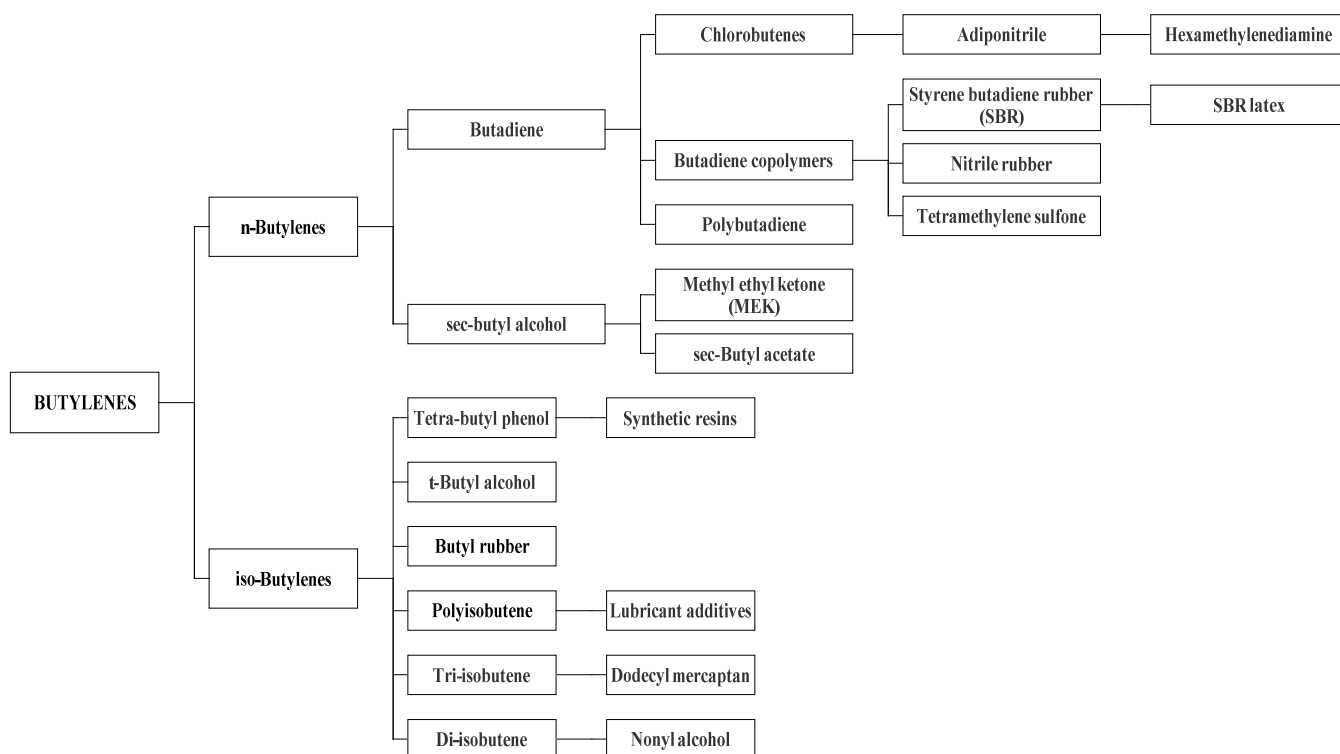 Chlorobutenes
Adiponitrile
Hexamethylenediamine
Butadiene
Styrene butadiene rubber
(SBR)
SBR latex
Butadiene copolymers
Nitrile rubber
Tetramethylene sulfone
n-Butylenes
Polybutadiene
Methyl ethyl ketone
(MEK)
sec-butyl alcohol
sec-Butyl acetate
BUTYLENES
Tetra-butyl phenol
Synthetic resins
t-Butyl alcohol
Butyl rubber
iso-Butylenes
Polyisobutene
Lubricant additives
Tri-isobutene
Dodecyl mercaptan
Di-isobutene
Nonyl alcohol